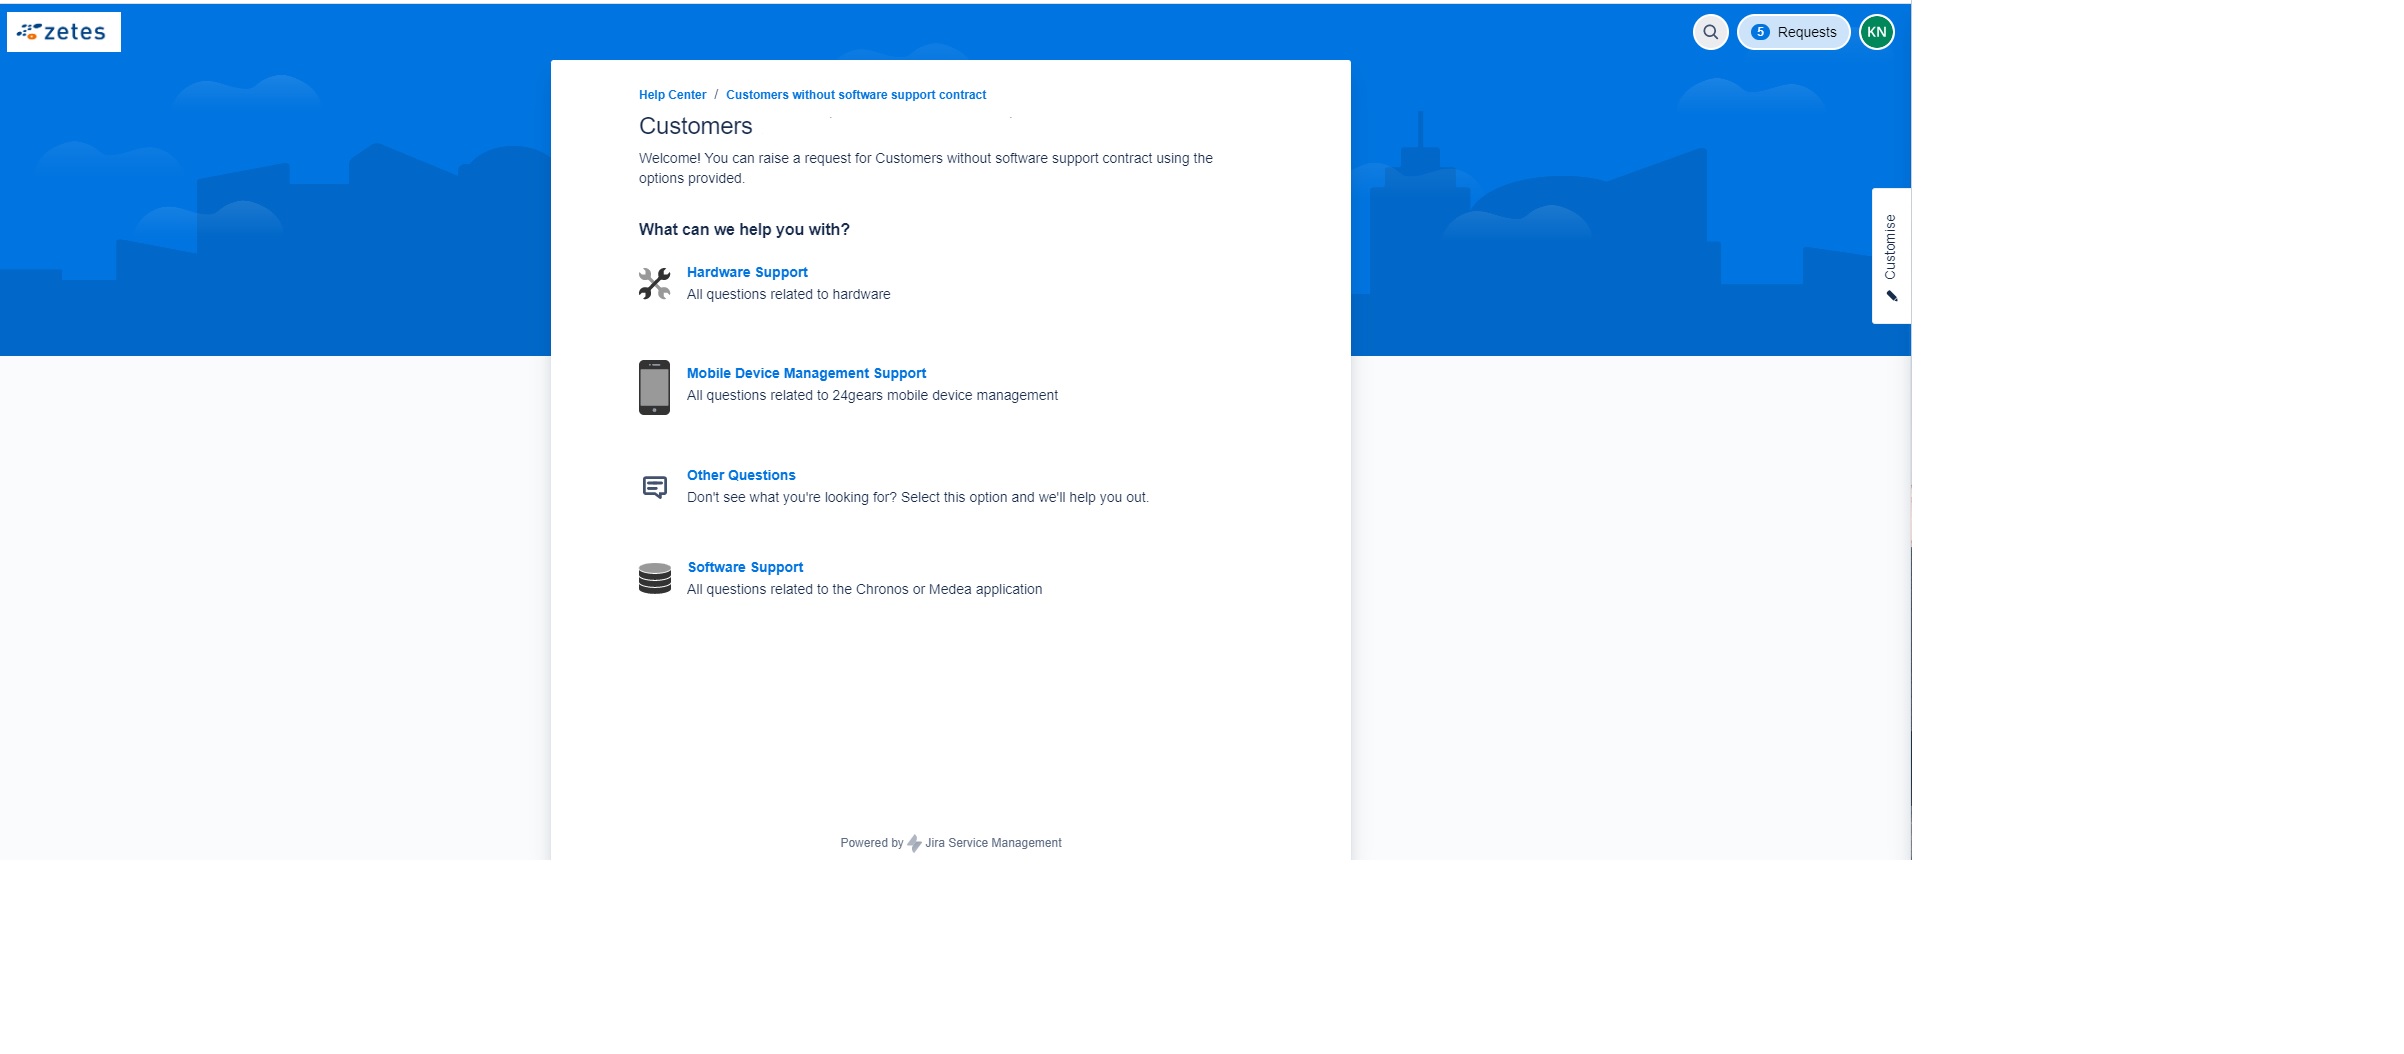 zetes
5 Requests KN
Help Center / Customers without software support contract
Customers
Welcome! You can raise a request for Customers without software support contract using the
options provided.
Customise
What can we help you with?
Hardware Support
All questions related to hardware
Mobile Device Management Support
All questions related to 24gears mobile device management
Other Questions
Don't see what you're looking for? Select this option and we'll help you out.
Software Support
All questions related to the Chronos or Medea application
Powered by Jira Service Management